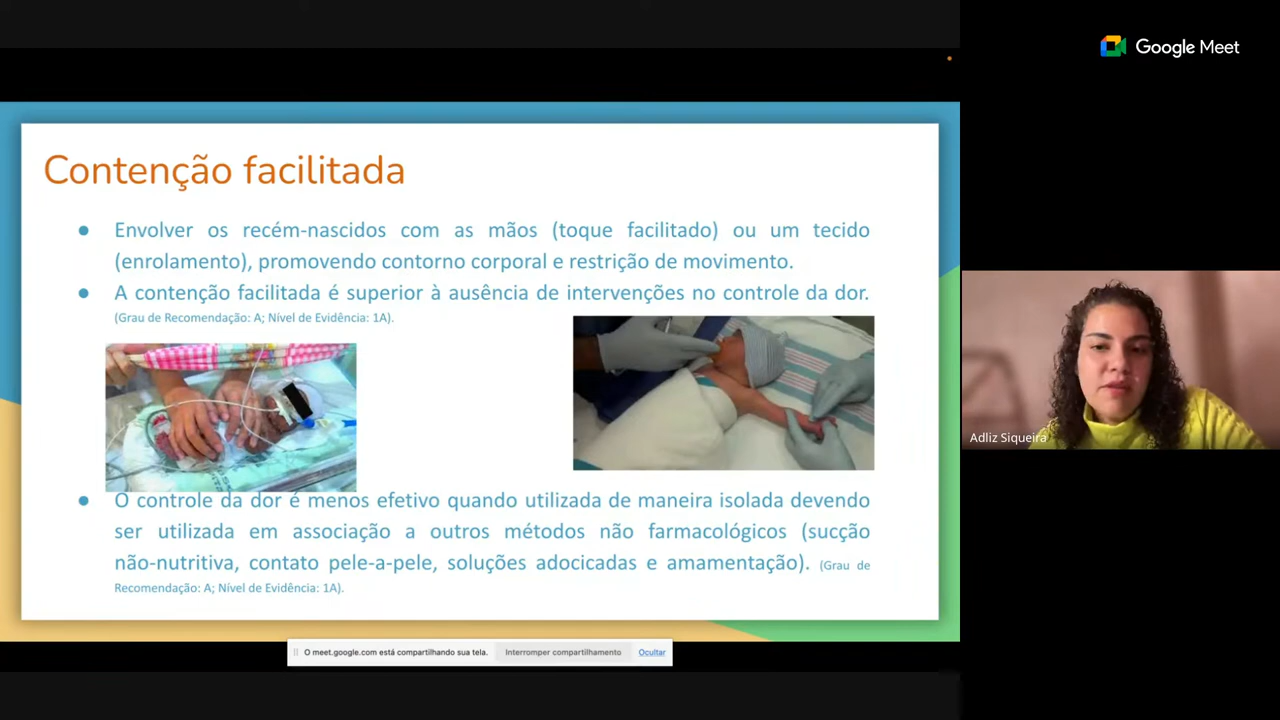 Google Meet
Contenção facilitada
● Envolver os recém-nascidos com as mãos (toque facilitado) ou um tecido
(enrolamento), promovendo contorno corporal e restrição de movimento.
● A contenção facilitada é superior à ausência de intervenções no controle da dor.
(Grau de Recomendação: A; Nível de Evidência: 1A).
● O controle da dor é menos efetivo quando utilizada de maneira isolada devendo
ser utilizada em associação a outros métodos não farmacológicos (sucção
não-nutritiva, contato pele-a-pele, soluções adocicadas e amamentação). (Grau de
Recomendação: A; Nível de Evidência: 1A).
Adliz Siqueira
O meet.google.com está compartilhando sua tela. Interromper compartilhamento Ocultar